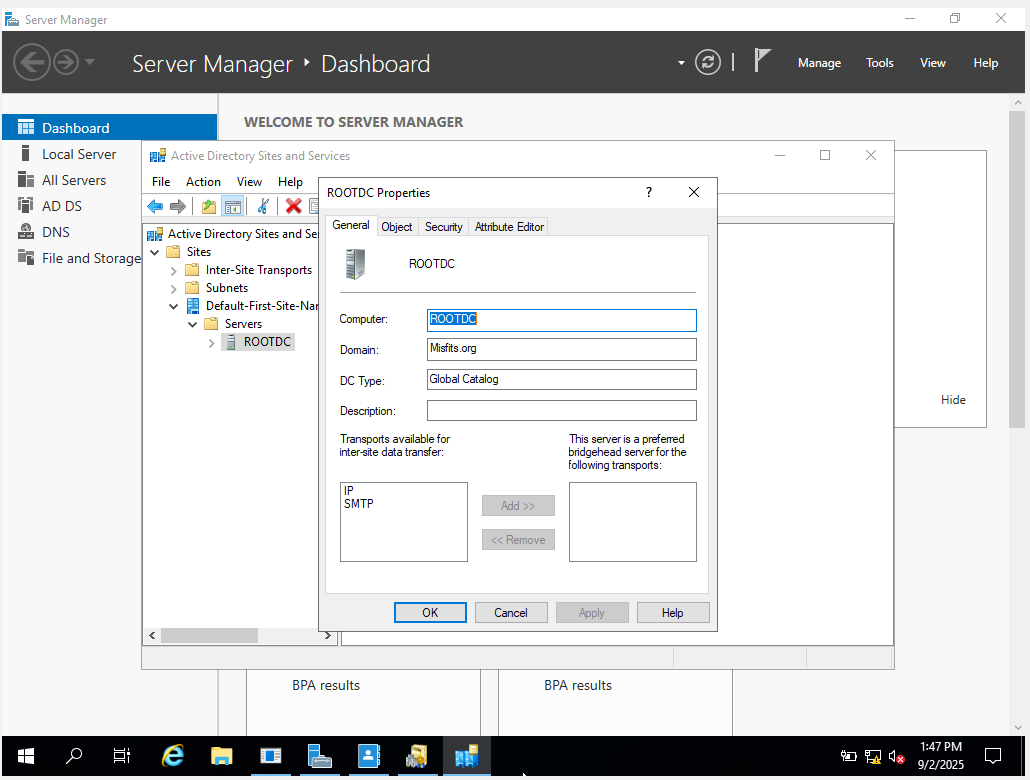 Server Manager
Server Manager ‣ Dashboard
Manage Tools View Help
Dashboard
Local Server
All Servers
AD DS
DNS
File and Storage
WELCOME TO SERVER MANAGER
Active Directory Sites and Services
File Action View Help
Active Directory Sites and Se
Sites
Inter-Site Transports
Subnets
Default-First-Site-Nar
Servers
ROOTDC
ROOTDC Properties
?
General Object Security Attribute Editor
ROOTDC
Computer: ROOTDC
Domain: Misfits.org
DC Type: Global Catalog
Description:
Transports available for
inter-site data transfer:
IP
SMTP
Add >>
<< Remove
This server is a preferred
bridgehead server for the
following transports:
OK Cancel Apply Help
Hide
BPA results BPA results
1:47 PM
9/2/2025